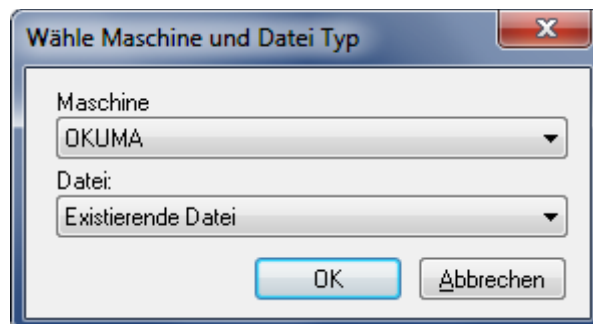 Wähle Maschine und Datei Typ
Maschine
OKUMA
Datei:
Existierende Datei
OK
Abbrechen